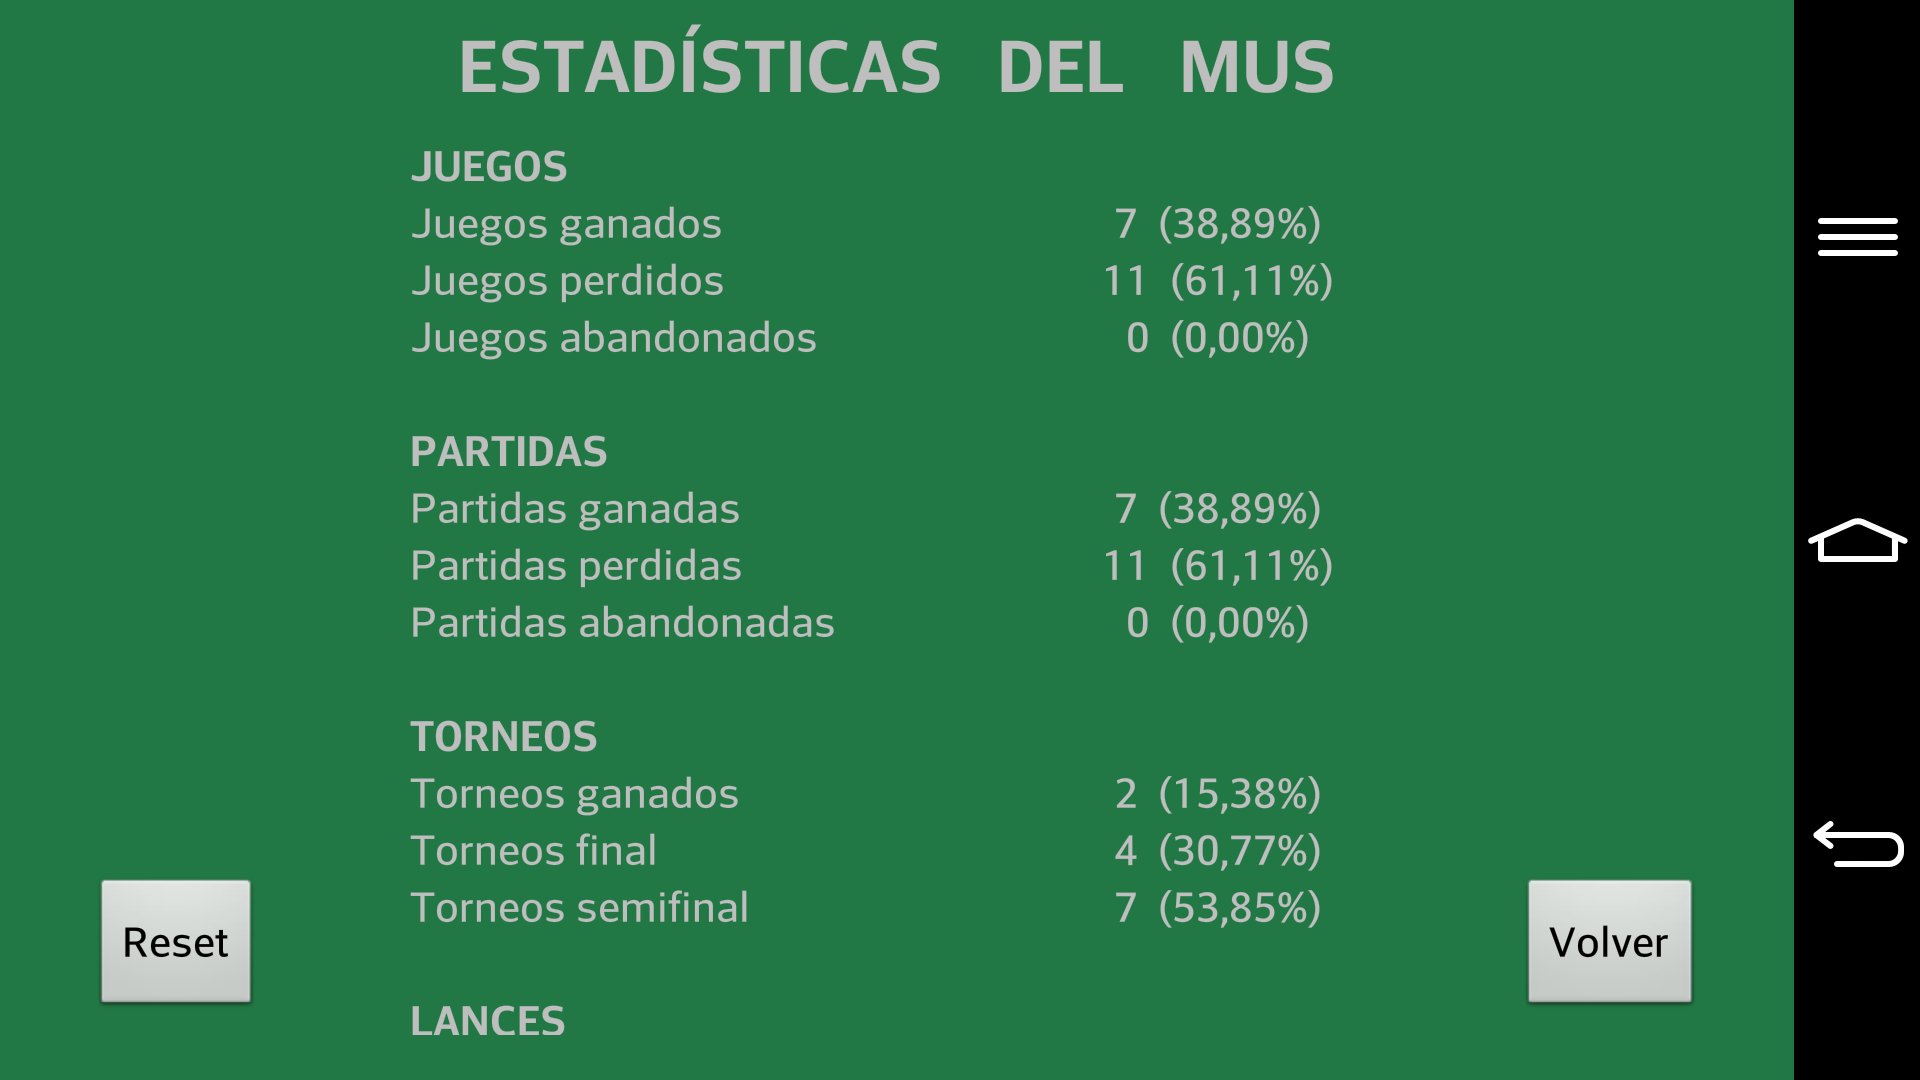 ESTADÍSTICAS DEL MUS
JUEGOS
Juegos ganados 7 (38,89%)
Juegos perdidos 11 (61,11%)
Juegos abandonados 0 (0,00%)
PARTIDAS
Partidas ganadas 7 (38,89%)
Partidas perdidas 11 (61,11%)
Partidas abandonadas 0 (0,00%)
TORNEOS
Torneos ganados 2 (15,38%)
Torneos final 4 (30,77%)
Torneos semifinal 7 (53,85%)
Reset
Volver
LANCES